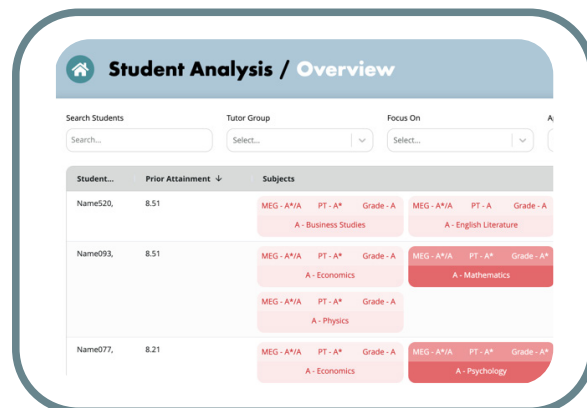 Student Analysis / Overview
Search Students Tutor Group Focus On
Search... Select... Select...
Student... Prior Attainment ↓ Subjects
Name520, 8.51 MEG - A*/A PT - A* Grade - A MEG - A*/A PT - A Grade - A
A - Business Studies A - English Literature
Name093, 8.51 MEG - A*/A PT - A* Grade - A MEG - A*/A PT - A* Grade - A*
A - Economics A - Mathematics
MEG - A*/A PT - A* Grade - A
A - Physics
Name077, 8.21 MEG - A*/A PT - A* Grade - A MEG - A*/A PT - A* Grade - A*
A - Economics A - Psychology